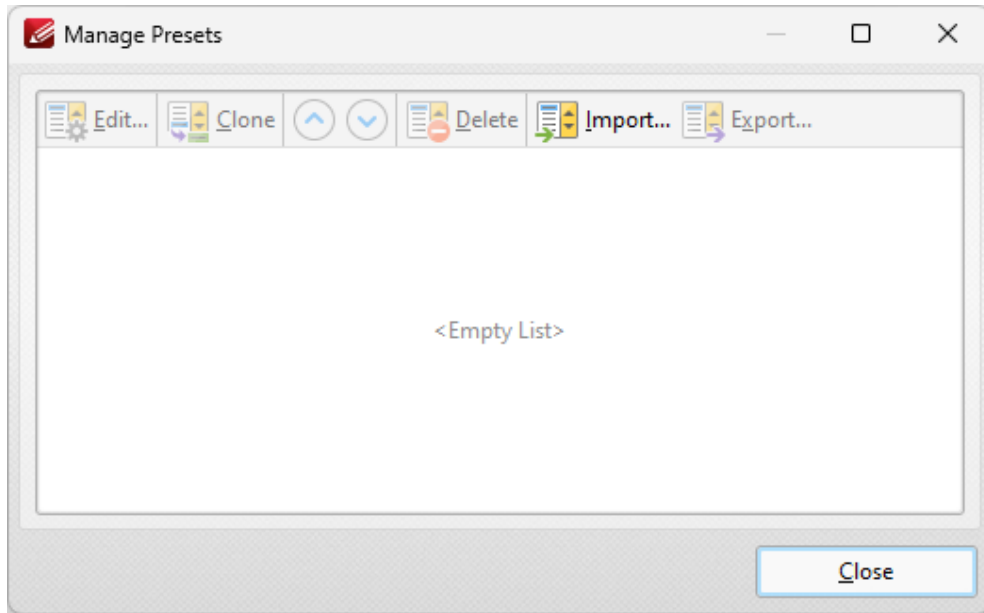 Manage Presets
Edit... Clone Delete Import... Export...
<Empty List>
Close